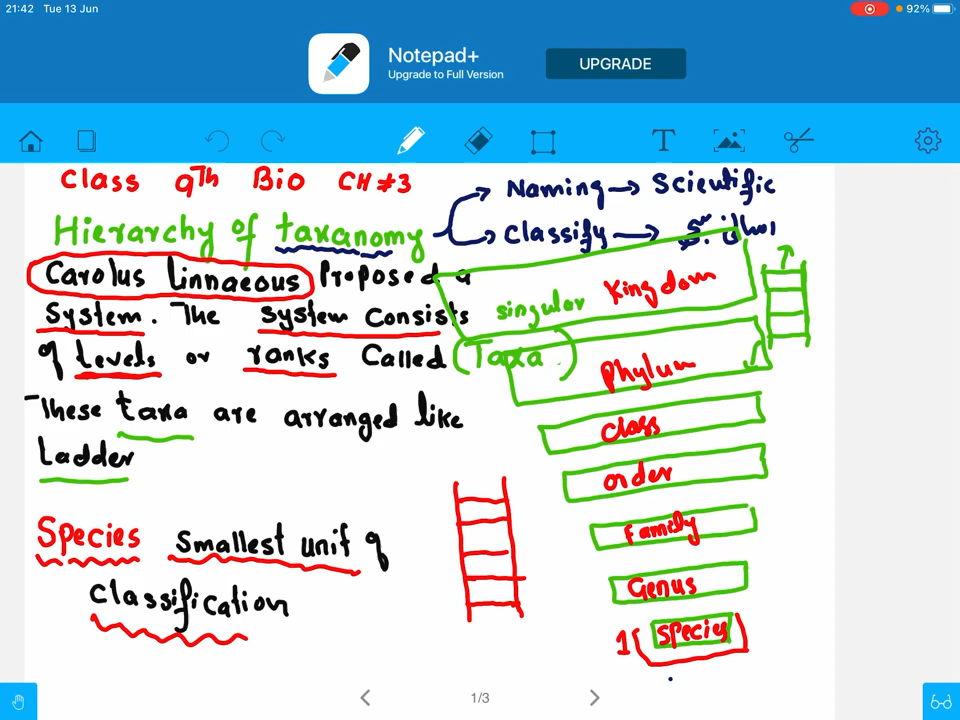 21:42 Tue 13 Jun
92%
Notepad+
Upgrade to Full Version
UPGRADE
T
Class 9Th Bio CH#3
Naming → Scientific
Hierarchy of taxanomy
Classify →
Carolus Linnaeous Proposed a
System. The system consists
of Levels or ranks Called (Taxa.)
singular
These taxa are arranged like
Ladder
Species Smallest unit of
Classification
Kingdom
Phylum
Class
order
Family
Genus
1 (Species)
1/3